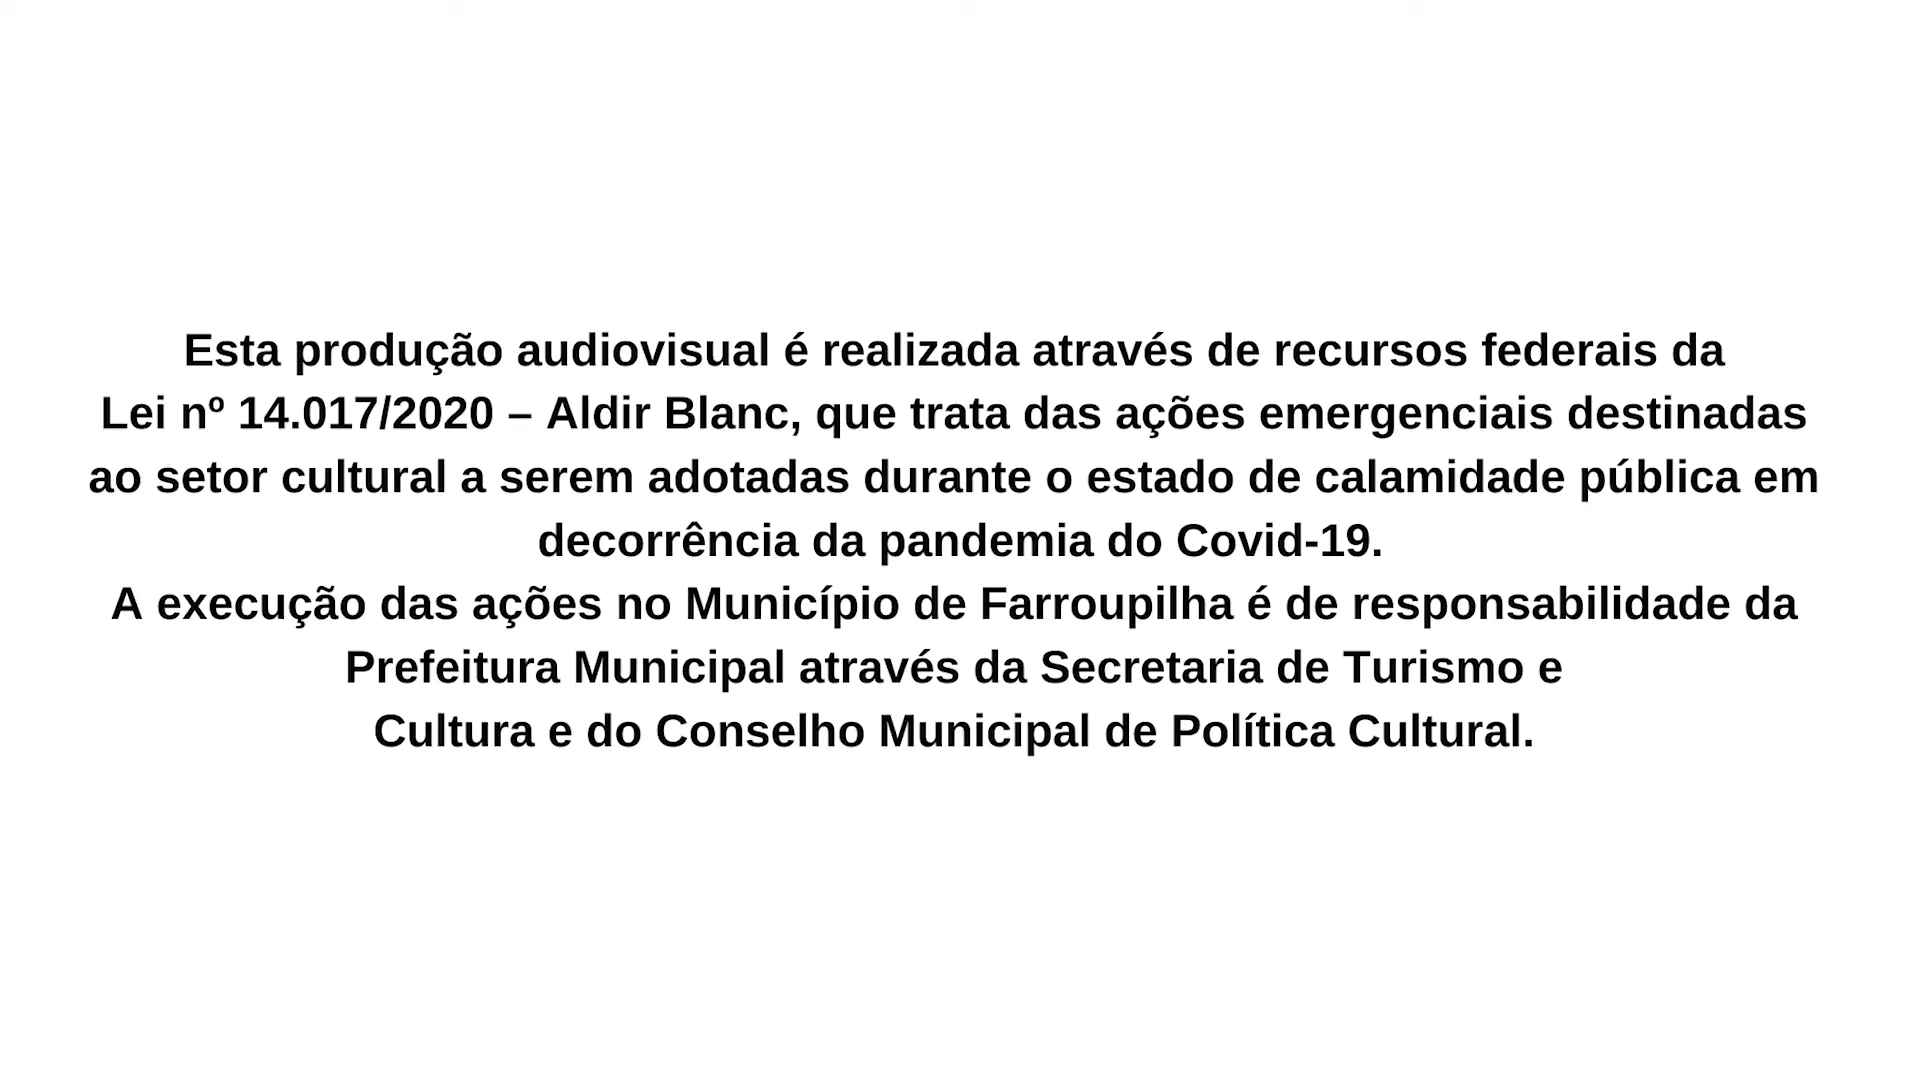 Esta produção audiovisual é realizada através de recursos federais da
Lei nº 14.017/2020 – Aldir Blanc, que trata das ações emergenciais destinadas
ao setor cultural a serem adotadas durante o estado de calamidade pública em
decorrência da pandemia do Covid-19.
A execução das ações no Município de Farroupilha é de responsabilidade da
Prefeitura Municipal através da Secretaria de Turismo e
Cultura e do Conselho Municipal de Política Cultural.